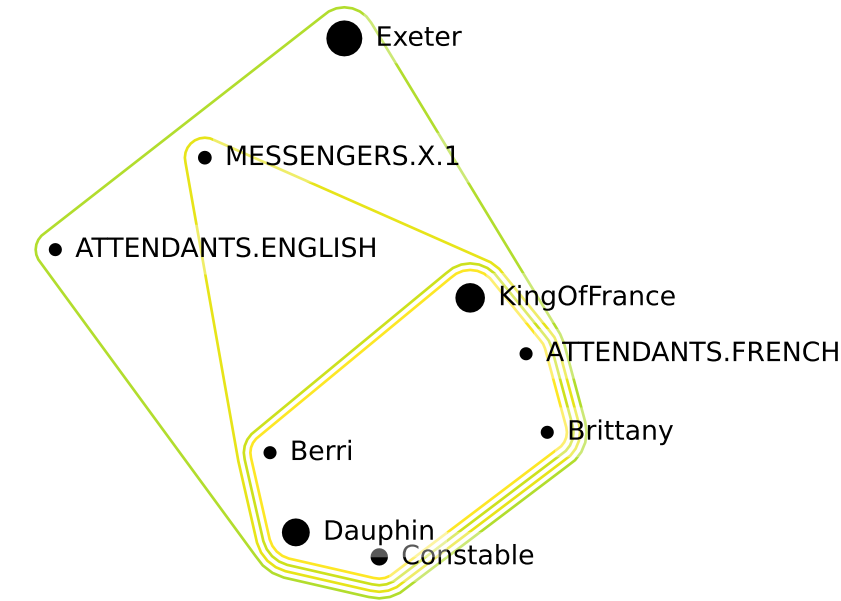 Exeter
MESSENGERS.X.1
ATTENDANTS.ENGLISH
KingOfFrance
ATTENDANTS.FRENCH
Brittany
Berri
Dauphin
Constable